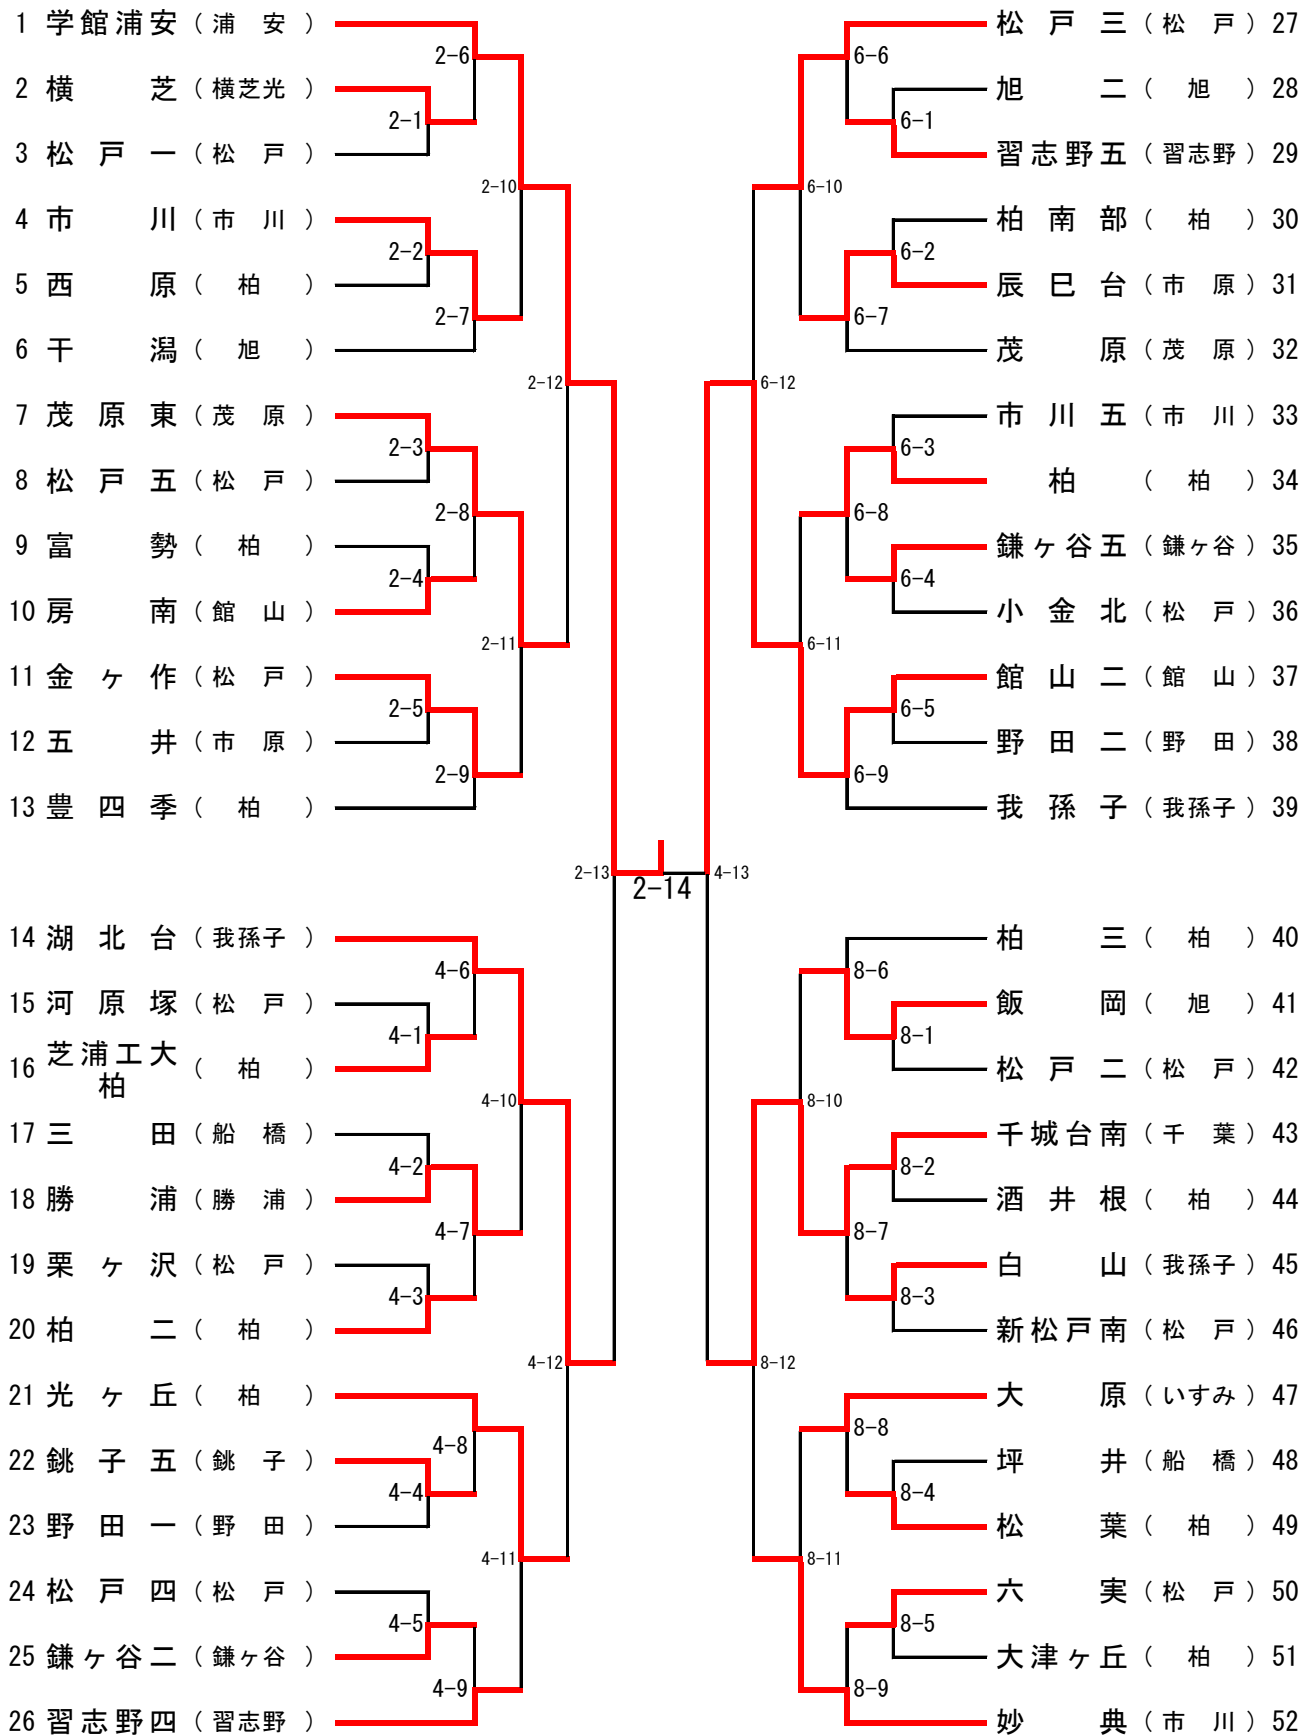 1 学館浦安 （ 浦 安 ）
2 横 芝 （ 横芝光 ）
3 松 戸 一 （ 松 戸 ）
4 市 川 （ 市 川 ）
5 西 原 （ 柏 ）
6 干 潟 （ 旭 ）
7 茂 原 東 （ 茂 原 ）
8 松 戸 五 （ 松 戸 ）
9 富 勢 （ 柏 ）
10 房 南 （ 館 山 ）
11 金 ヶ 作 （ 松 戸 ）
12 五 井 （ 市 原 ）
13 豊 四 季 （ 柏 ）
14 湖 北 台 （ 我孫子 ）
15 河 原 塚 （ 松 戸 ）
16 芝浦工大
柏 （ 柏 ）
17 三 田 （ 船 橋 ）
18 勝 浦 （ 勝 浦 ）
19 栗 ヶ 沢 （ 松 戸 ）
20 柏 二 （ 柏 ）
21 光 ヶ 丘 （ 柏 ）
22 銚 子 五 （ 銚 子 ）
23 野 田 一 （ 野 田 ）
24 松 戸 四 （ 松 戸 ）
25 鎌ヶ谷二 （ 鎌ヶ谷 ）
26 習志野四 （ 習志野 ）
2-1
2-2
2-3
2-4
2-5
2-6
2-7
2-8
2-9
2-10
2-11
2-12
2-13
4-1
4-2
4-3
4-4
4-5
4-6
4-7
4-8
4-9
4-10
4-11
4-12
2-14
4-13
6-12
6-10
6-11
6-6
6-7
6-8
6-9
6-1
6-2
6-3
6-4
6-5
8-12
8-10
8-11
8-6
8-7
8-8
8-9
8-1
8-2
8-3
8-4
8-5
松 戸 三 （ 松 戸 ） 27
旭 二 （ 旭 ） 28
習志野五 （ 習志野 ） 29
柏 南 部 （ 柏 ） 30
辰 巳 台 （ 市 原 ） 31
茂 原 （ 茂 原 ） 32
市 川 五 （ 市 川 ） 33
柏 （ 柏 ） 34
鎌ヶ谷五 （ 鎌ヶ谷 ） 35
小 金 北 （ 松 戸 ） 36
館 山 二 （ 館 山 ） 37
野 田 二 （ 野 田 ） 38
我 孫 子 （ 我孫子 ） 39
柏 三 （ 柏 ） 40
飯 岡 （ 旭 ） 41
松 戸 二 （ 松 戸 ） 42
千城台南 （ 千 葉 ） 43
酒 井 根 （ 柏 ） 44
白 山 （ 我孫子 ） 45
新松戸南 （ 松 戸 ） 46
大 原 （ いすみ ） 47
坪 井 （ 船 橋 ） 48
松 葉 （ 柏 ） 49
六 実 （ 松 戸 ） 50
大津ヶ丘 （ 柏 ） 51
妙 典 （ 市 川 ） 52